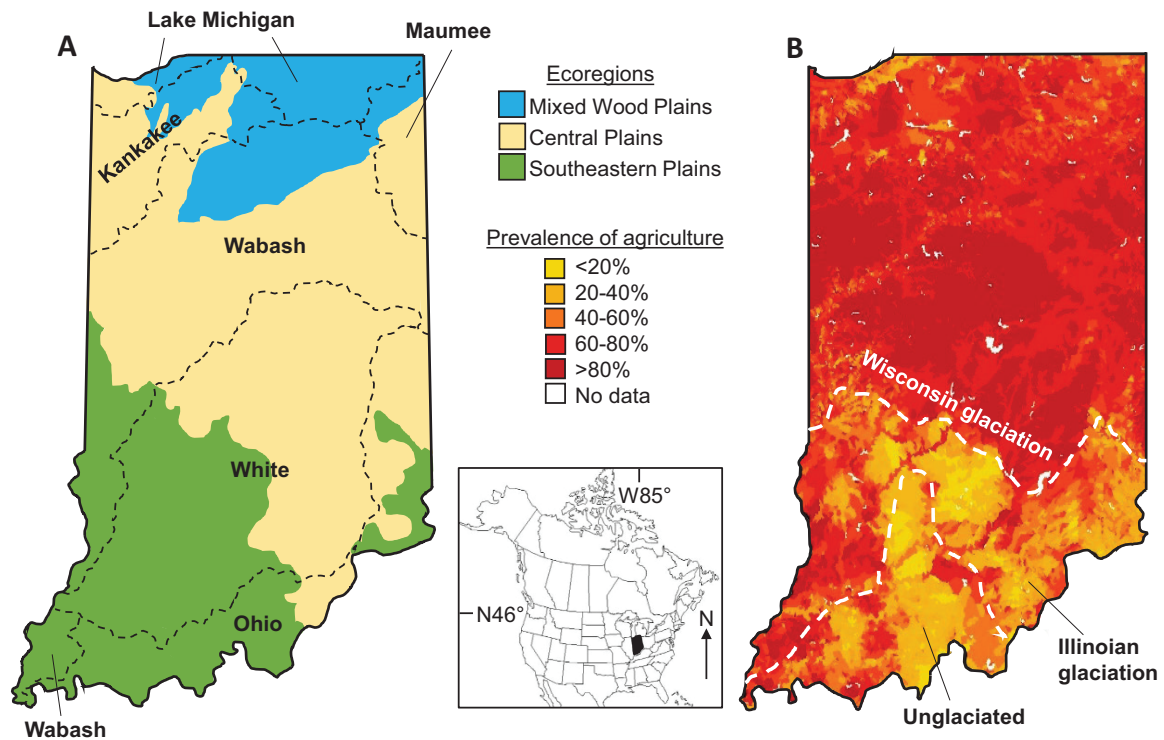 A
Lake Michigan
Maumee
Kankakee
Wabash
White
Ohio
Wabash
Ecoregions
Mixed Wood Plains
Central Plains
Southeastern Plains
Prevalence of agriculture
<20%
20-40%
40-60%
60-80%
>80%
No data
W85°
N46°
N
B
Wisconsin glaciation
Illinoian
glaciation
Unglaciated